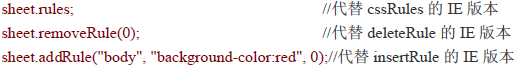 sheet.rules; //代替 cssRules 的 IE 版本
sheet.removeRule(0); //代替 deleteRule 的 IE 版本
sheet.addRule("body", "background-color:red", 0);//代替 insertRule 的 IE 版本